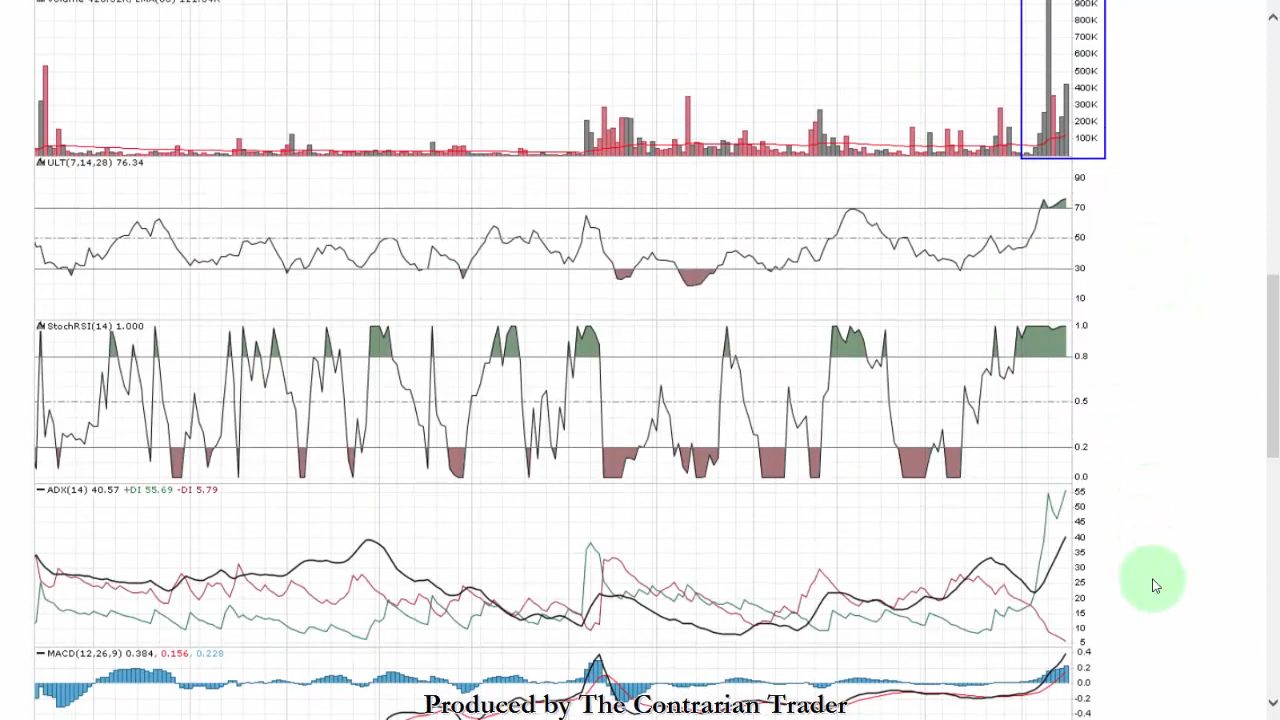 900K
800K
700K
600K
500K
400K
300K
200K
100K
ULT(7,14,28) 76.34
90
70
50
30
10
StochRSI(14) 1.000
1.0
0.8
0.5
0.2
0.0
ADX(14) 40.57 +DI 55.69 -DI 5.79
55
50
45
40
35
30
25
20
15
10
5
MACD(12,26,9) 0.384, 0.156, 0.228
0.4
0.2
0.0
-0.2
-0.4
Produced by The Contrarian Trader